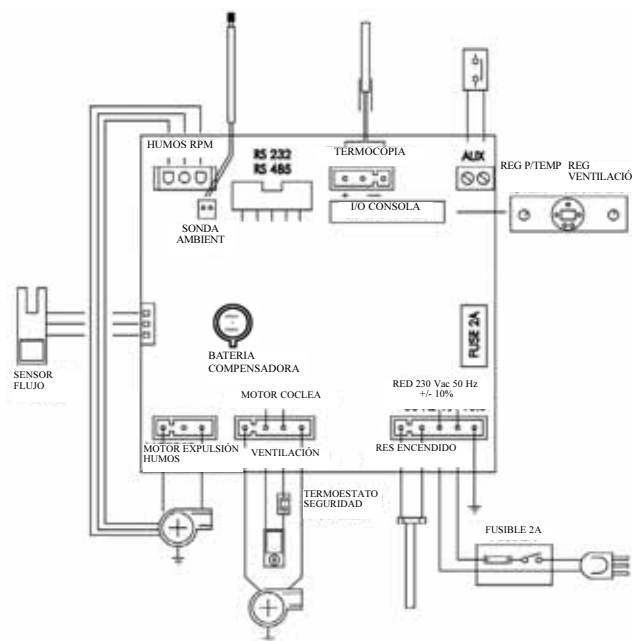 HUMOS RPM
RS 232
RS 485
TERMOCOPIA
AUX
REG P/TEMP REG
VENTILACIÓ
I/O CONSOLA
SONDA
AMBIENT
FUSE 2A
SENSOR
FLUJO
BATERIA
COMPENSADORA
RED 230 Vac 50 Hz
+/- 10%
MOTOR COCLEA
MOTOR EXPULSIÓN
HUMOS
VENTILACIÓN
RES ENCENDIDO
TERMOESTATO
SEGURIDAD
FUSIBLE 2A